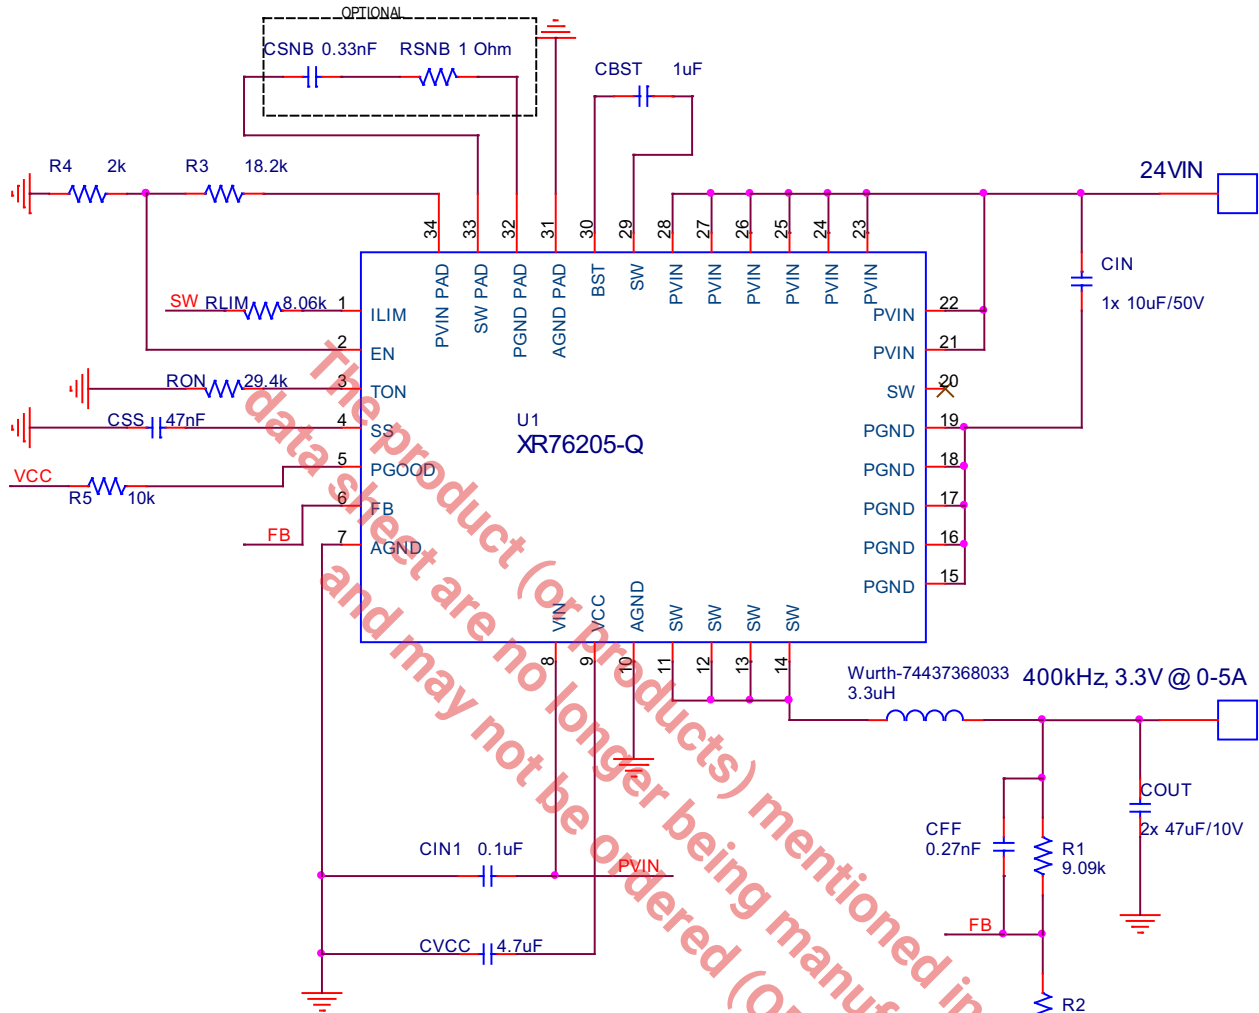 OPTIONAL
CSNB 0.33nF RSNB 1 Ohm
CBST 1uF
R4 2k R3 18.2k
24VIN
34 33 32 31 30 29 28 27 26 25 24 23
PVIN PAD
SW PAD
PGND PAD
AGND PAD
BST
SW
PVIN
PVIN
PVIN
PVIN
PVIN
PVIN
CIN
1x 10uF/50V
SW RLIM 8.06k 1 ILIM
2 EN
RON 29.4k 3 TON
CSS 47nF 4 SS
VCC
R5 10k
5 PGOOD
6 FB
FB
7 AGND
U1
XR76205-Q
PVIN 22
PVIN 21
SW 20
PGND 19
PGND 18
PGND 17
PGND 16
PGND 15
VIN
VCC
AGND
SW
SW
SW
SW
8 9 10 11 12 13 14
Wurth-74437368033
3.3uH
400kHz, 3.3V @ 0-5A
COUT
2x 47uF/10V
CFF
0.27nF
R1
9.09k
FB
R2
CIN1 0.1uF
PVIN
CVCC 4.7uF
The product (or products) mentioned in
data sheet are no longer being manuf
and may not be ordered (O